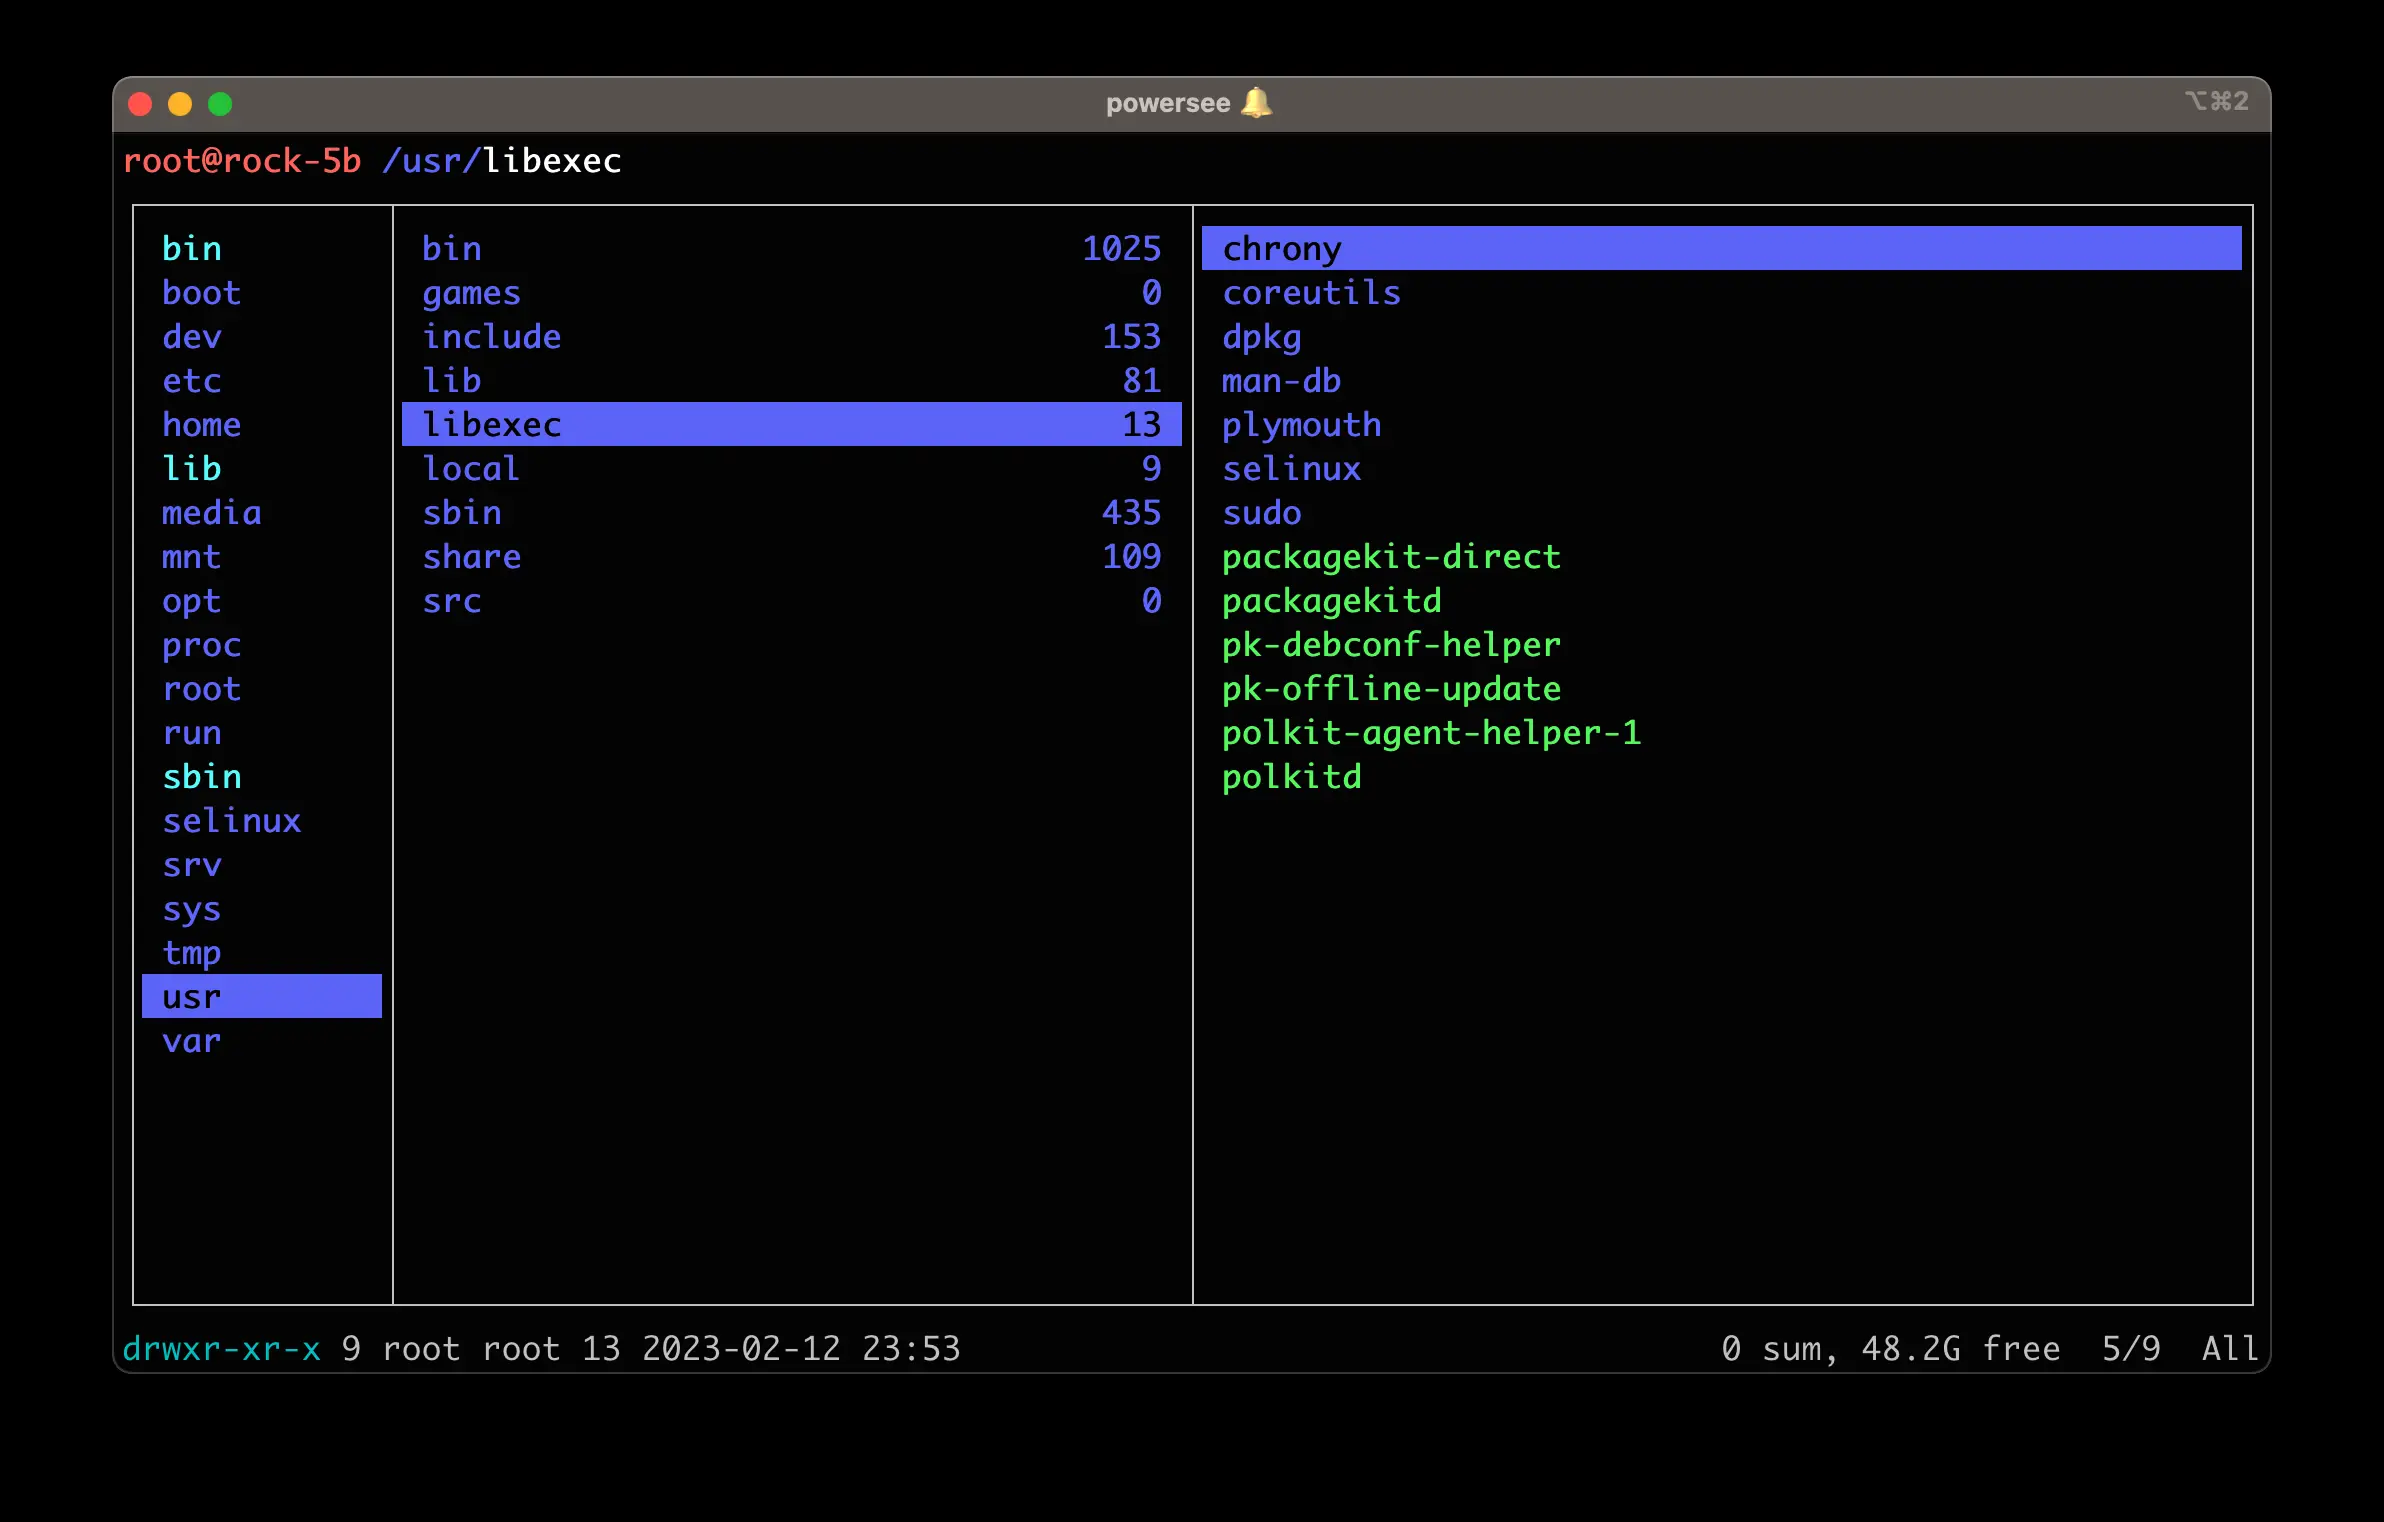 powersee 🔔 ⌥⌘2
root@rock-5b /usr/libexec
bin
boot
dev
etc
home
lib
media
mnt
opt
proc
root
run
sbin
selinux
srv
sys
tmp
usr
var
bin 1025
games 0
include 153
lib 81
libexec 13
local 9
sbin 435
share 109
src 0
chrony
coreutils
dpkg
man-db
plymouth
selinux
sudo
packagekit-direct
packagekitd
pk-debconf-helper
pk-offline-update
polkit-agent-helper-1
polkitd
drwxr-xr-x 9 root root 13 2023-02-12 23:53 0 sum, 48.2G free 5/9 All